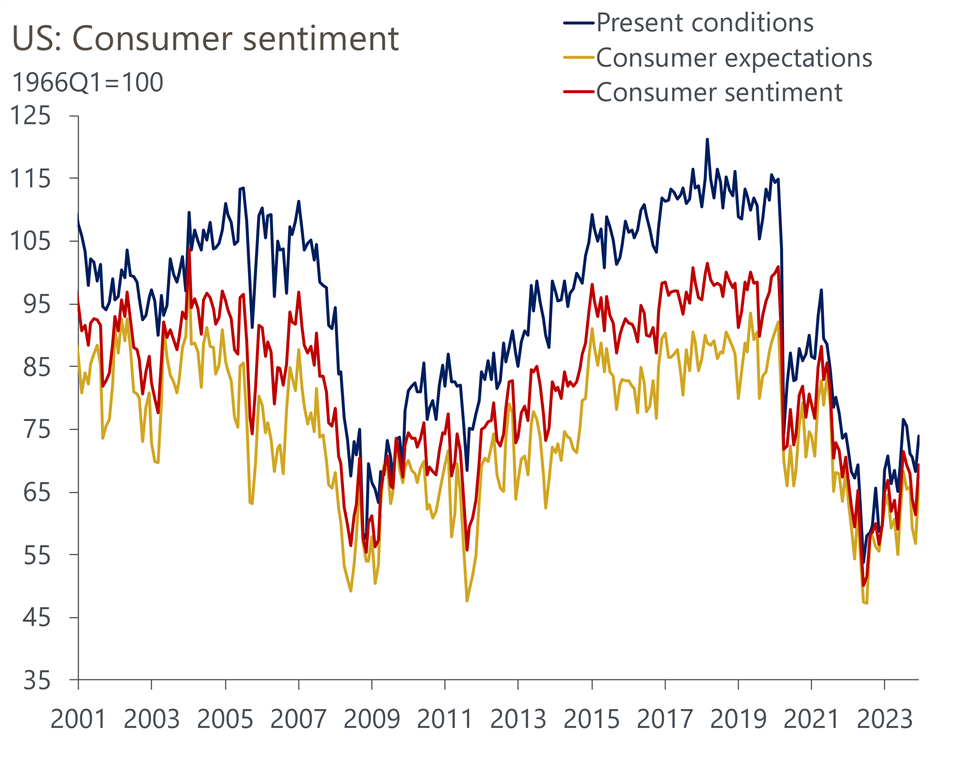 US: Consumer sentiment
1966Q1=100
Present conditions
Consumer expectations
Consumer sentiment
125
115
105
95
85
75
65
55
45
35
2001 2003 2005 2007 2009 2011 2013 2015 2017 2019 2021 2023